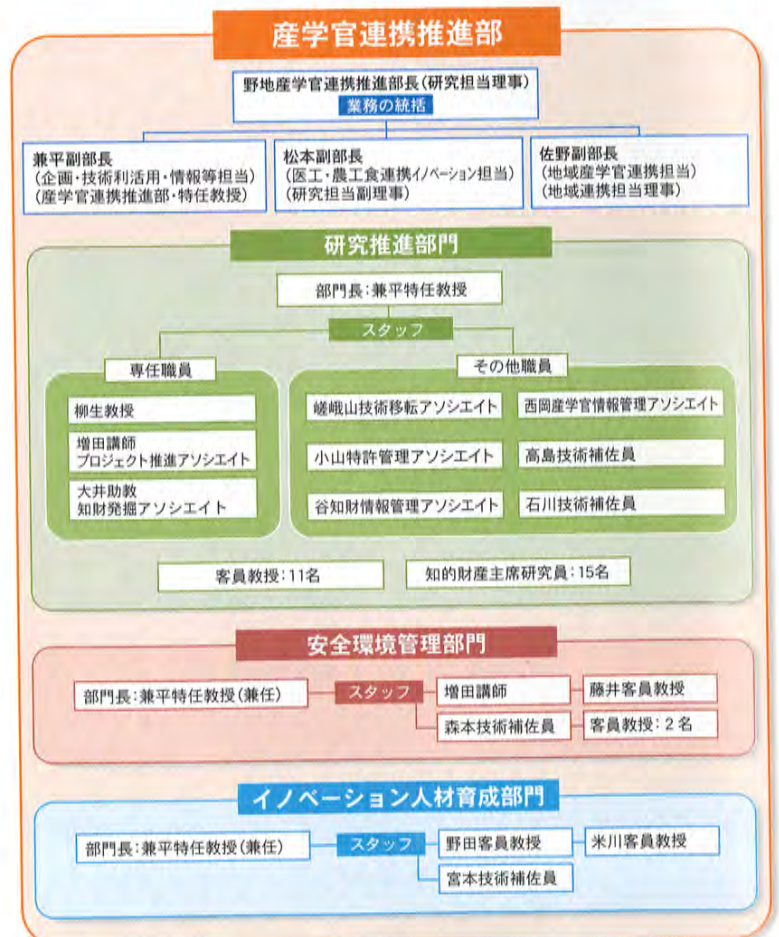 産学官連携推進部
野地産学官連携推進部長(研究担当理事)
業務の統括
兼平副部長
(企画・技術利活用・情報等担当)
(産学官連携推進部・特任教授)
松本副部長
(医工・農工食連携イノベーション担当)
(研究担当副理事)
佐野副部長
(地域産学官連携担当)
(地域連携担当理事)
研究推進部門
部門長:兼平特任教授
スタッフ
専任職員
柳生教授
増田講師
プロジェクト推進アソシエイト
大井助教
知財発掘アソシエイト
その他職員
嵯峨山技術移転アソシエイト
西岡産学官情報管理アソシエイト
小山特許管理アソシエイト
高島技術補佐員
谷知財情報管理アソシエイト
石川技術補佐員
客員教授:11名
知的財産主席研究員:15名
安全環境管理部門
部門長:兼平特任教授(兼任)
スタッフ
増田講師
藤井客員教授
森本技術補佐員
客員教授:2名
イノベーション人材育成部門
部門長:兼平特任教授(兼任)
スタッフ
野田客員教授
米川客員教授
宮本技術補佐員